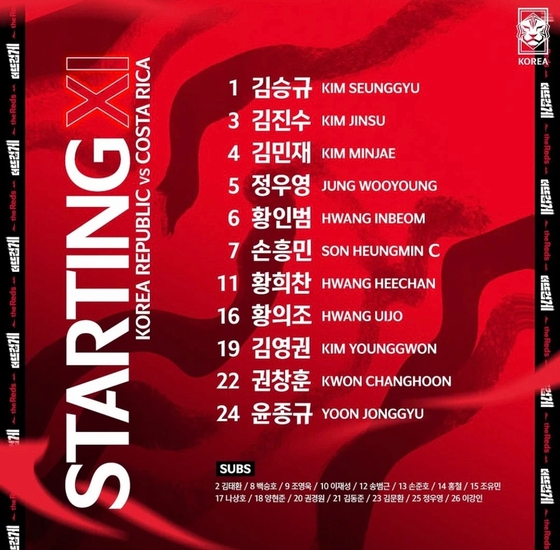 KOREA
STARTING XI
KOREA REPUBLIC vs COSTA RICA
1 김승규 KIM SEUNGGYU
3 김진수 KIM JINSU
4 김민재 KIM MINJAE
5 정우영 JUNG WOOYOUNG
6 황인범 HWANG INBEOM
7 손흥민 SON HEUNGMIN C
11 황희찬 HWANG HEECHAN
16 황의조 HWANG UIJO
19 김영권 KIM YOUNGGWON
22 권창훈 KWON CHANGHOON
24 윤종규 YOON JONGGYU
SUBS
2 김태환 / 8 백승호 / 9 조영욱 / 10 이재성 / 12 송범근 / 13 손준호 / 14 홍철 / 15 조유민
17 나상호 / 18 양현준 / 20 권경원 / 21 김동준 / 23 김문환 / 25 정우영 / 26 이강인
더뜨겁게 the Reds